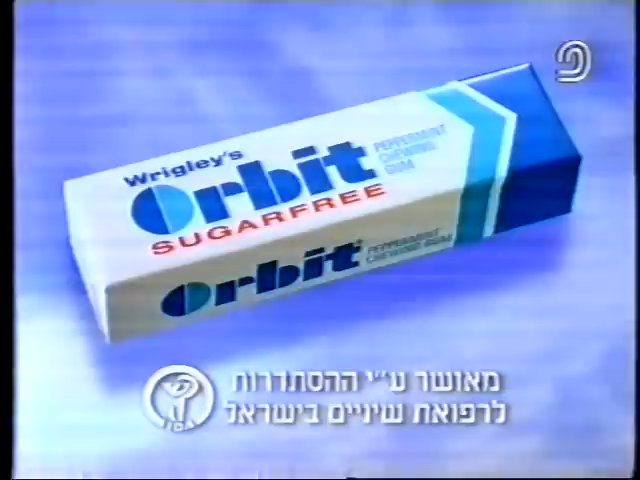 פ
Wrigley's
Orbit
PEPPERMINT
CHEWING
GUM
SUGARFREE
Orbit
PEPPERMINT
CHEWING GUM
מאושר ע״י ההסתדרות
לרפואת שיניים בישראל
IDA